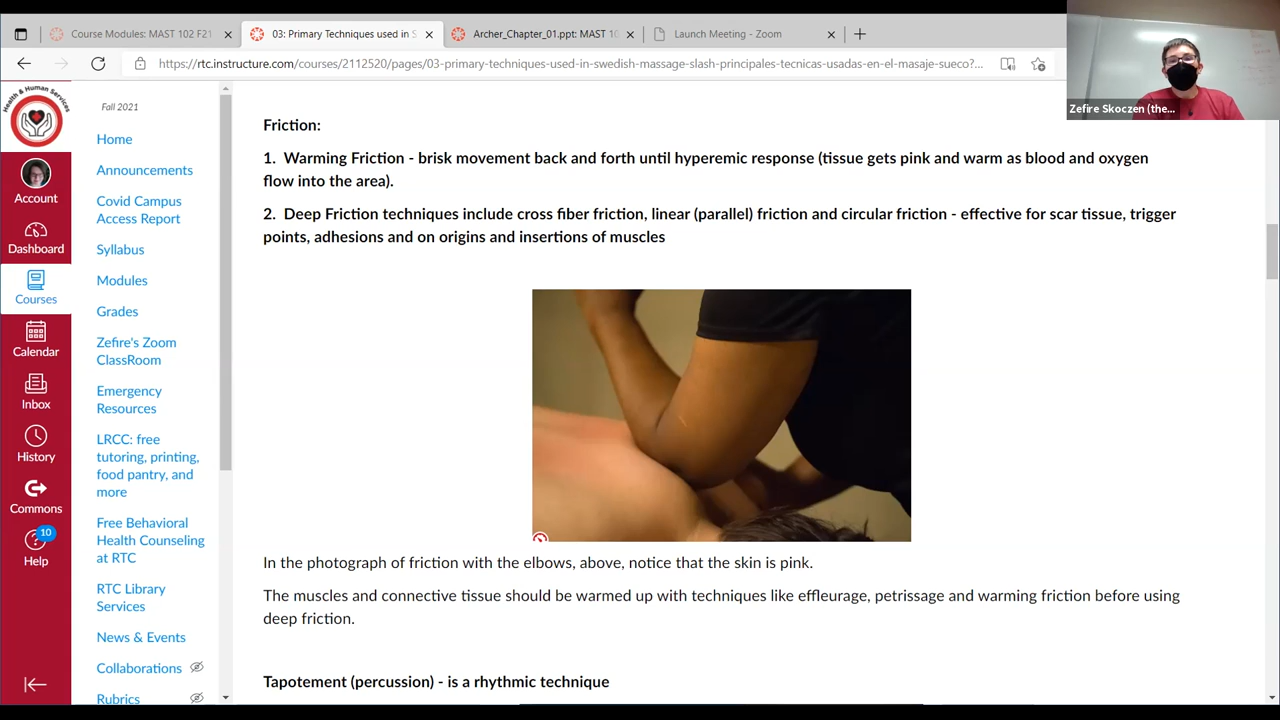 Course Modules: MAST 102 F21
03: Primary Techniques used in S
Archer_Chapter_01.ppt: MAST 10
Launch Meeting - Zoom
https://rtc.instructure.com/courses/2112520/pages/03-primary-techniques-used-in-swedish-massage-slash-principales-tecnicas-usadas-en-el-masaje-sueco?...
Zefire Skoczen (the...
Health & Human Services
Account
Dashboard
Courses
Calendar
Inbox
History
Commons
10
Help
Fall 2021
Home
Announcements
Covid Campus
Access Report
Syllabus
Modules
Grades
Zefire's Zoom
ClassRoom
Emergency
Resources
LRCC: free
tutoring, printing,
food pantry, and
more
Free Behavioral
Health Counseling
at RTC
RTC Library
Services
News & Events
Collaborations
Rubrics
Friction:
1. Warming Friction - brisk movement back and forth until hyperemic response (tissue gets pink and warm as blood and oxygen
flow into the area).
2. Deep Friction techniques include cross fiber friction, linear (parallel) friction and circular friction - effective for scar tissue, trigger
points, adhesions and on origins and insertions of muscles
In the photograph of friction with the elbows, above, notice that the skin is pink.
The muscles and connective tissue should be warmed up with techniques like effleurage, petrissage and warming friction before using
deep friction.
Tapotement (percussion) - is a rhythmic technique